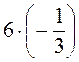 6 · (− 1/3)